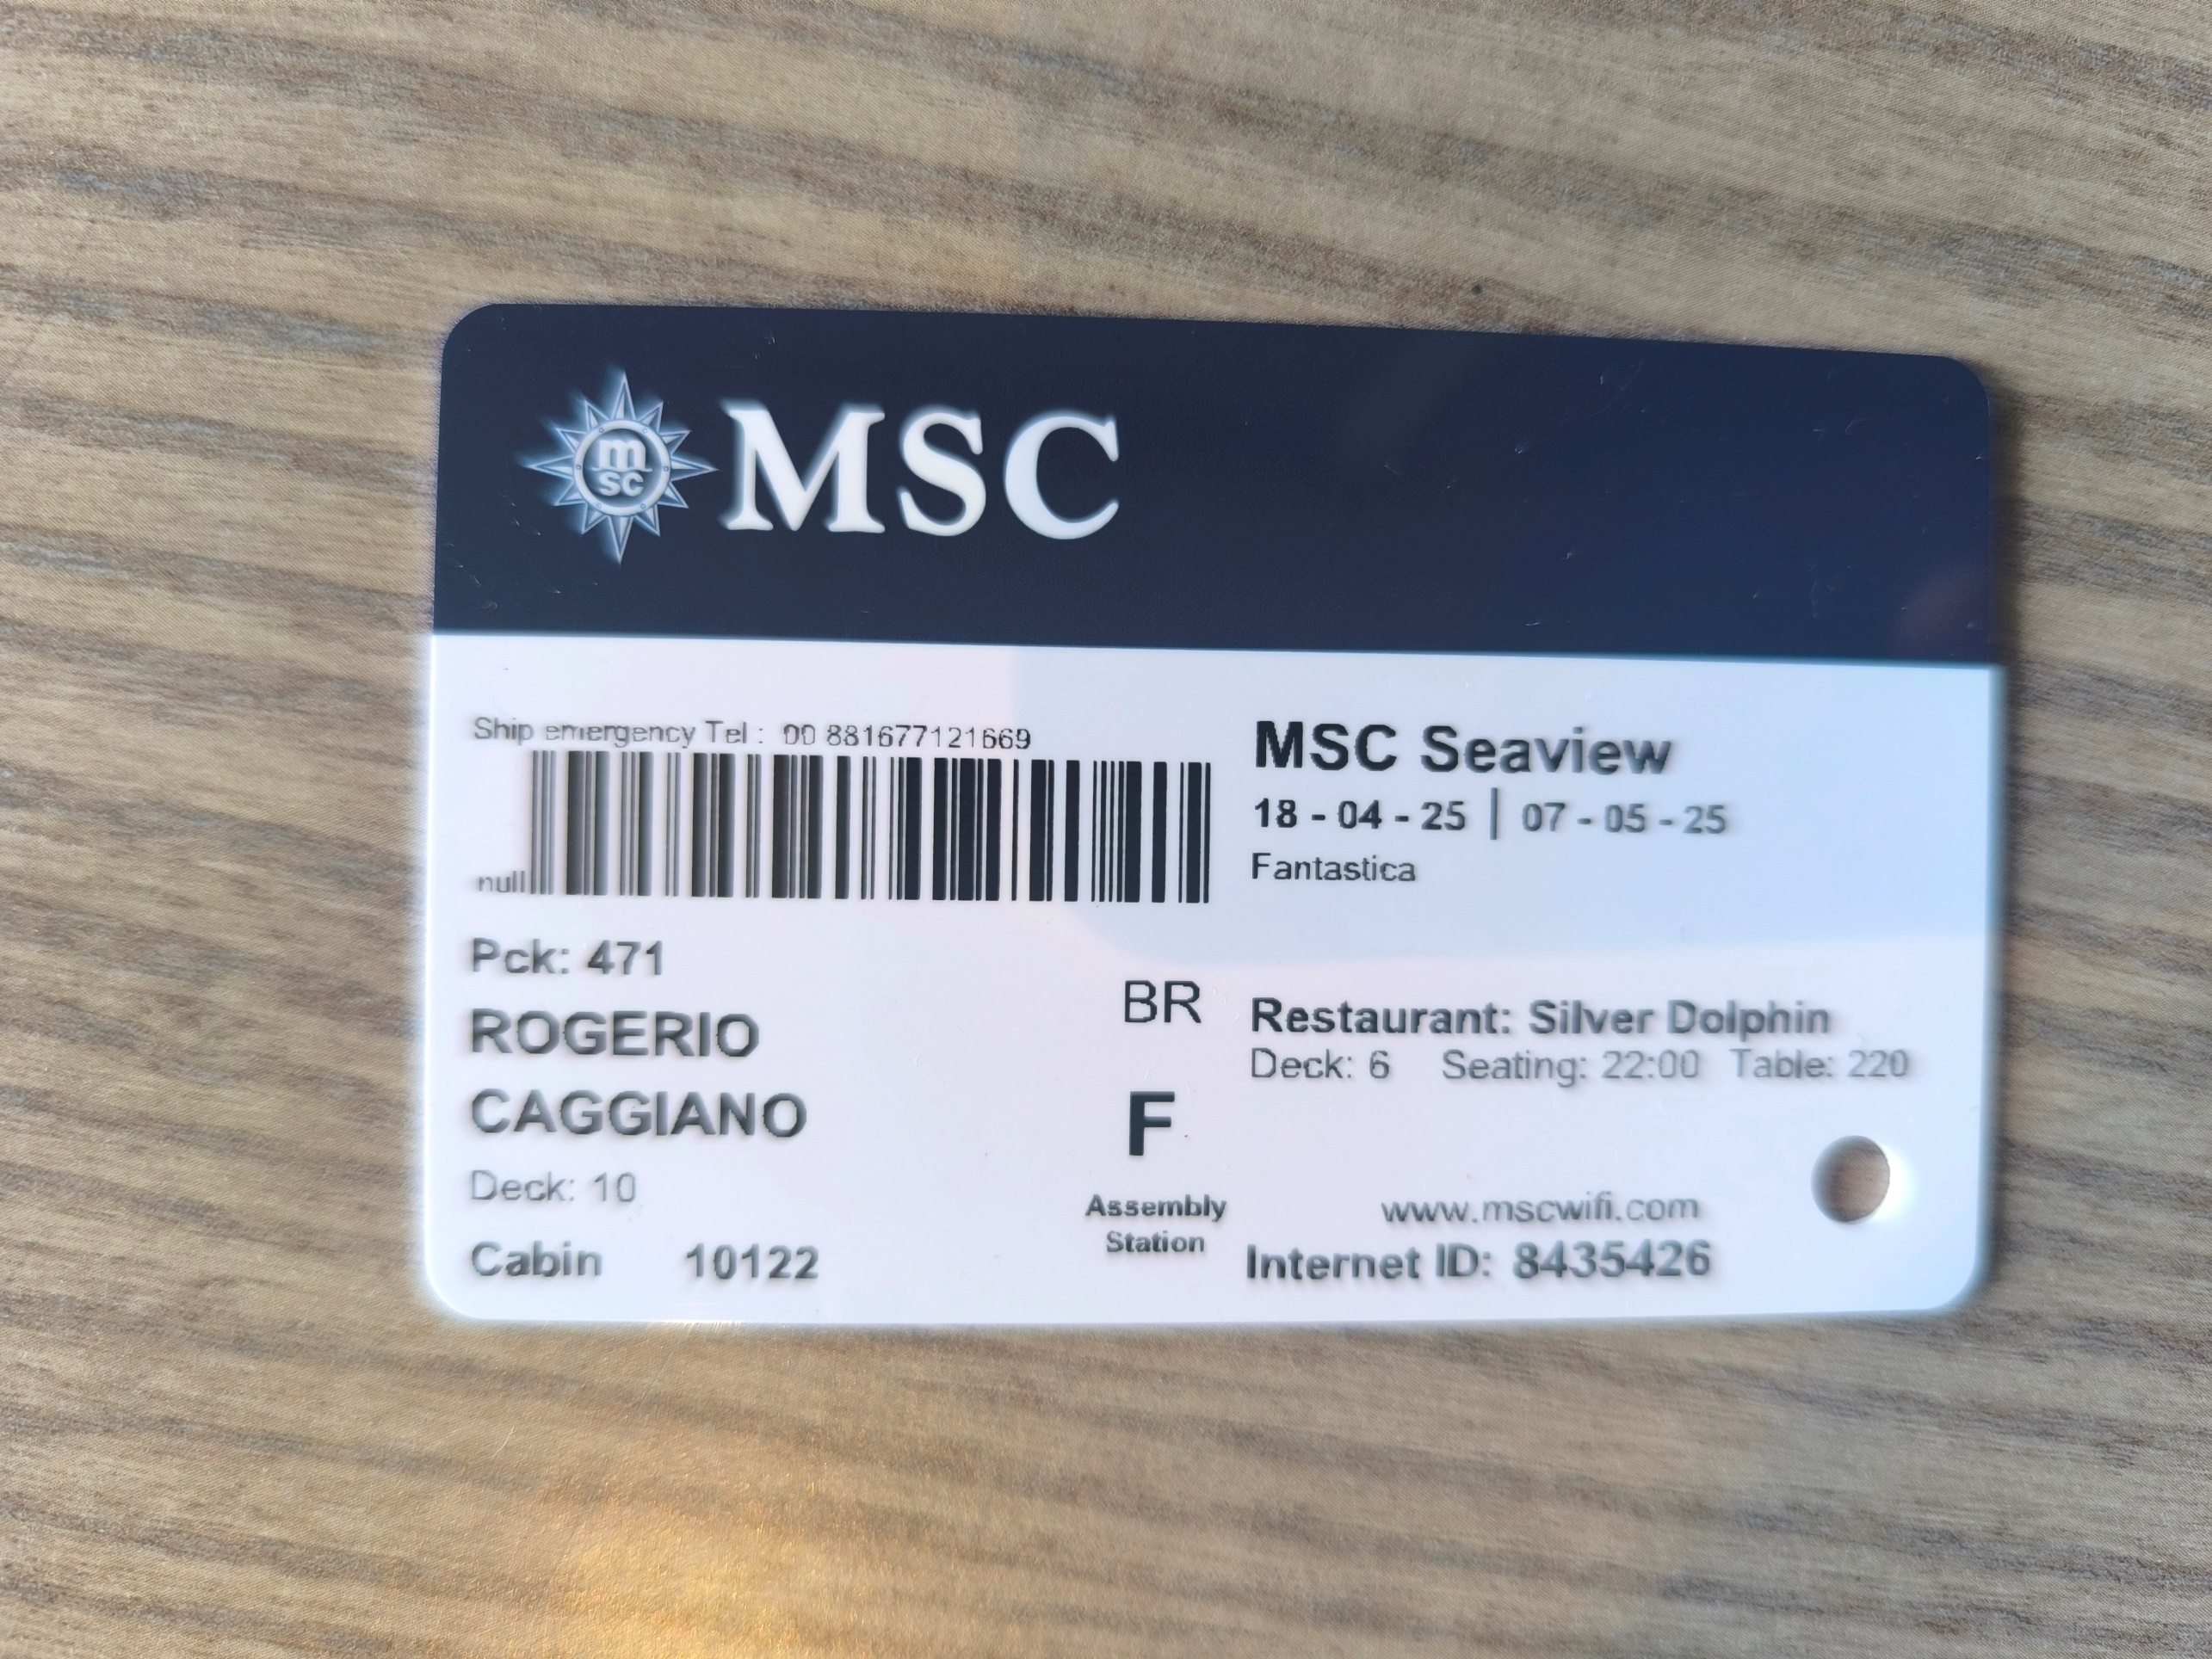 m
sc
MSC
Ship emergency Tel : 00 881677121669
null
Pck: 471
ROGERIO
CAGGIANO
Deck: 10
Cabin 10122
BR
F
Assembly
Station
MSC Seaview
18 - 04 - 25 | 07 - 05 - 25
Fantastica
Restaurant: Silver Dolphin
Deck: 6 Seating: 22:00 Table: 220
www.mscwifi.com
Internet ID: 8435426